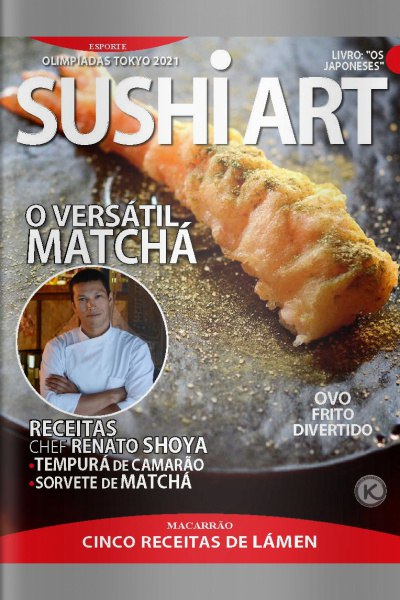 ESPORTE
OLIMPÍADAS TOKYO 2021
LIVRO: "OS
JAPONESES"
SUSHI ART
O VERSÁTIL
MATCHÁ
RECEITAS
CHEF RENATO SHOYA
•TEMPURÁ DE CAMARÃO
•SORVETE DE MATCHÁ
OVO
FRITO
DIVERTIDO
K
MACARRÃO
CINCO RECEITAS DE LÁMEN